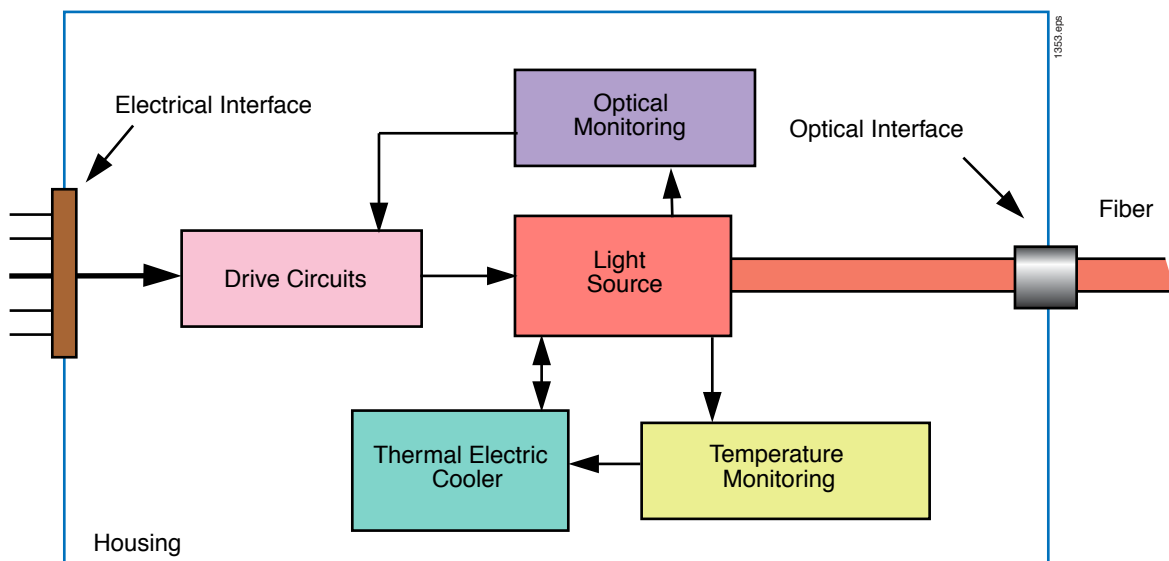 1353.eps
Electrical Interface
Optical
Monitoring
Optical Interface
Fiber
Drive Circuits
Light
Source
Thermal Electric
Cooler
Temperature
Monitoring
Housing